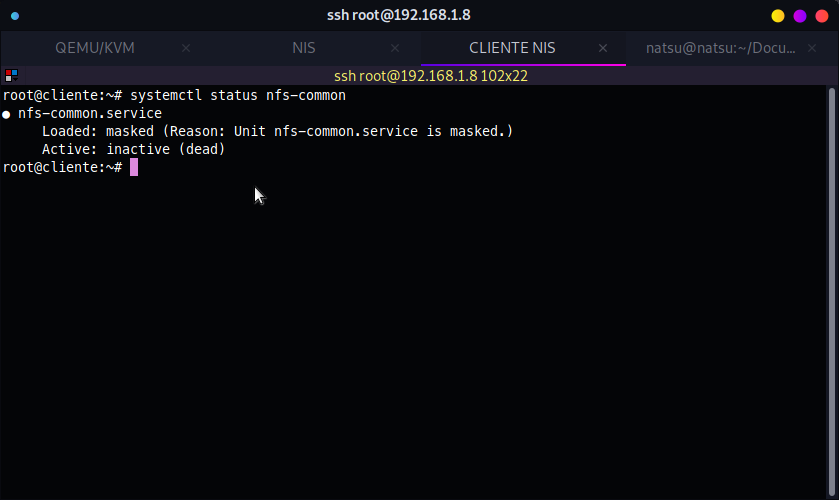 ssh root@192.168.1.8
QEMU/KVM
NIS
CLIENTE NIS
natsu@natsu:~/Docu...
ssh root@192.168.1.8 102x22
root@cliente:~# systemctl status nfs-common
● nfs-common.service
     Loaded: masked (Reason: Unit nfs-common.service is masked.)
     Active: inactive (dead)
root@cliente:~#